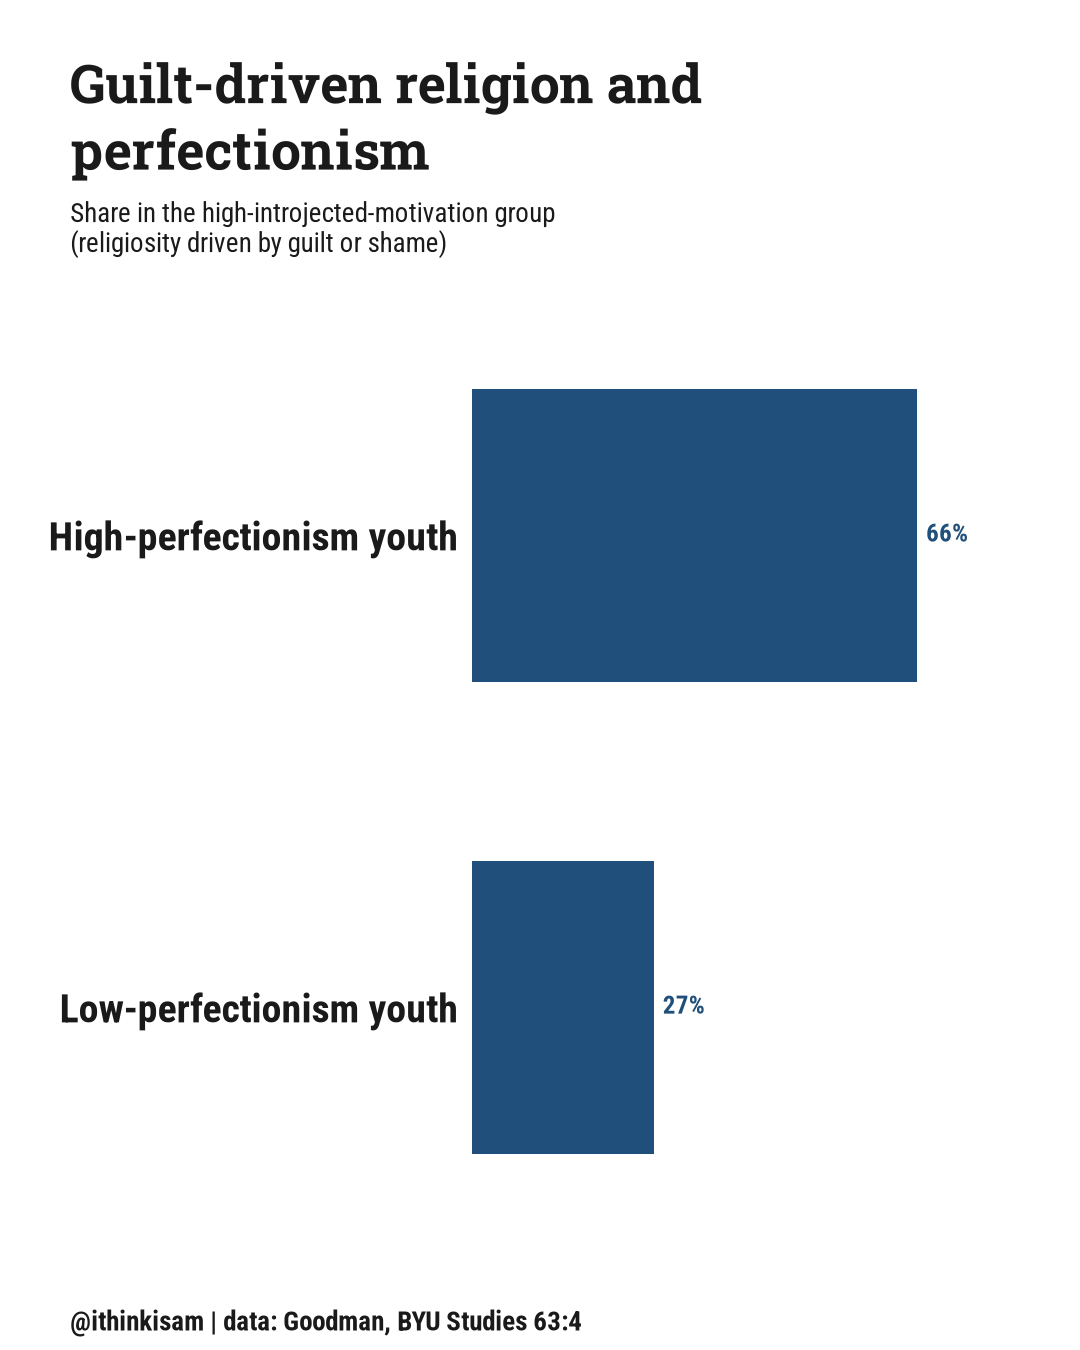 Guilt-driven religion and
perfectionism
Share in the high-introjected-motivation group
(religiosity driven by guilt or shame)
High-perfectionism youth
66%
Low-perfectionism youth
27%
@ithinkisam | data: Goodman, BYU Studies 63:4